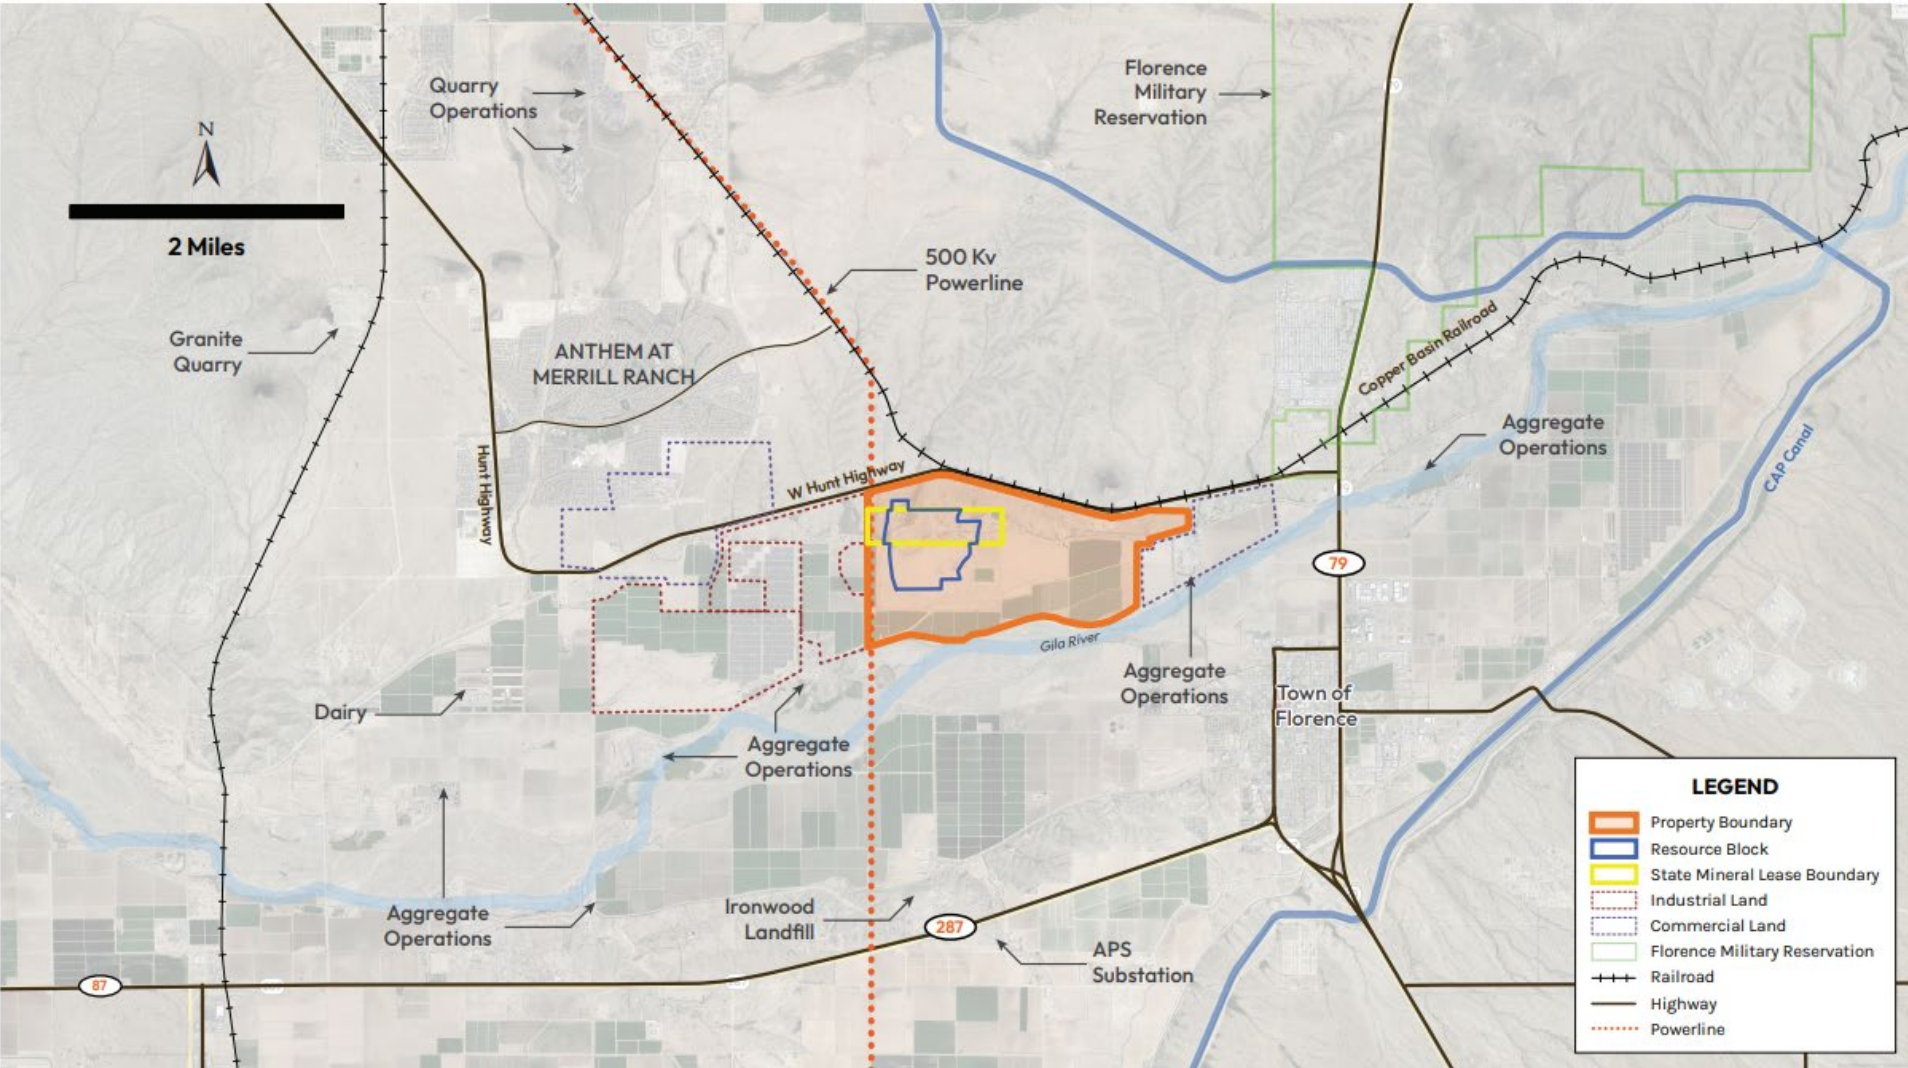 Quarry
Operations
Florence
Military
Reservation
N
2 Miles
500 Kv
Powerline
Granite
Quarry
ANTHEM AT
MERRILL RANCH
Copper Basin Railroad
Aggregate
Operations
CAP Canal
Hunt Highway
W Hunt Highway
79
Gila River
Aggregate
Operations
Town of
Florence
Dairy
Aggregate
Operations
Aggregate
Operations
Ironwood
Landfill
287
APS
Substation
87
LEGEND
Property Boundary
Resource Block
State Mineral Lease Boundary
Industrial Land
Commercial Land
Florence Military Reservation
Railroad
Highway
Powerline